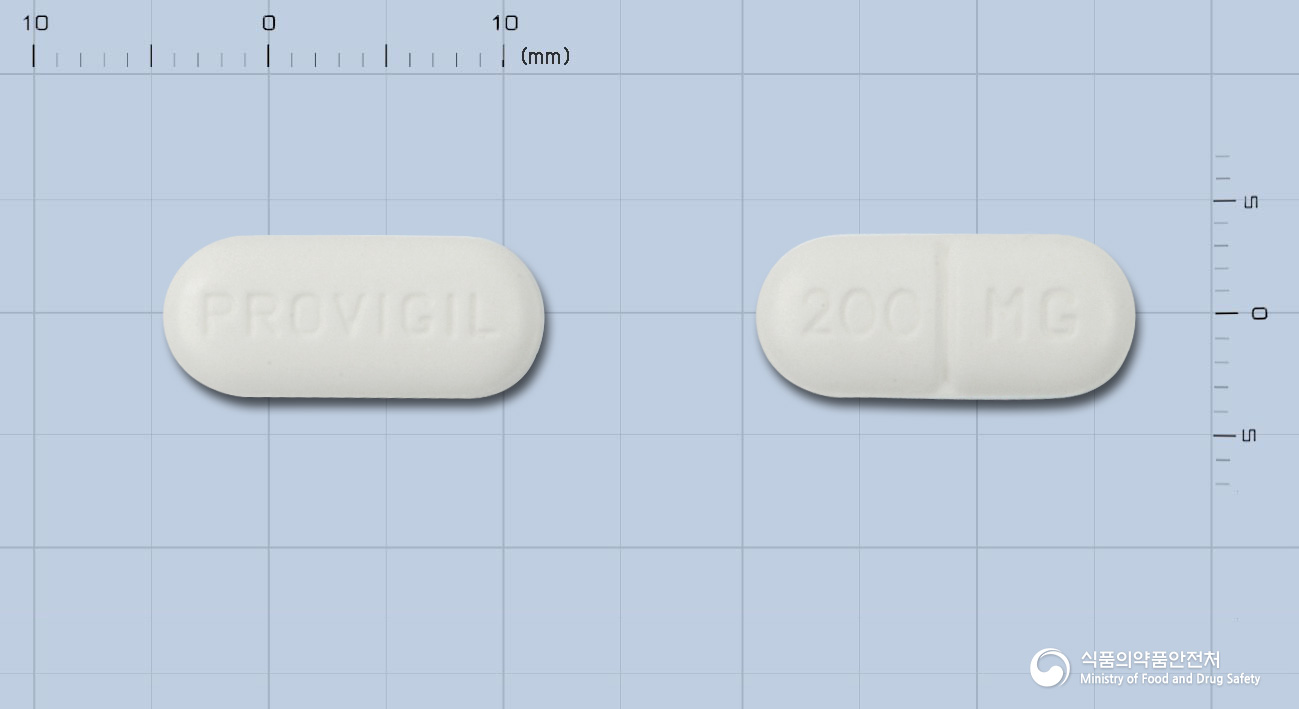 10 0 10
(mm)
PROVIGIL
200 MG
5
0
5
식품의약품안전처
Ministry of Food and Drug Safety